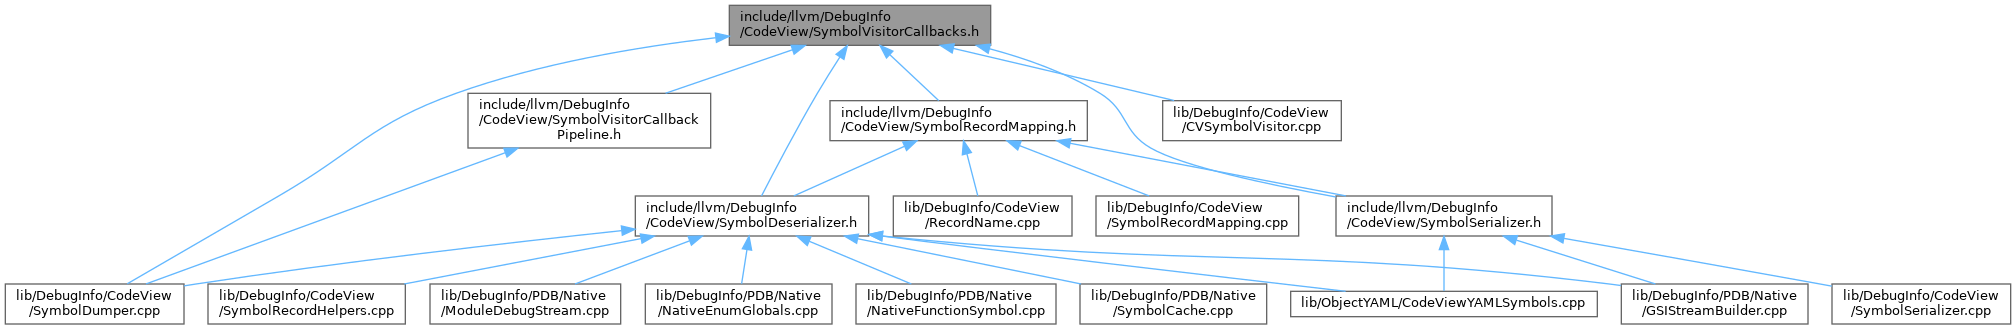 include/llvm/DebugInfo
/CodeView/SymbolVisitorCallbacks.h
include/llvm/DebugInfo
/CodeView/SymbolVisitorCallback
Pipeline.h
include/llvm/DebugInfo
/CodeView/SymbolRecordMapping.h
lib/DebugInfo/CodeView
/CVSymbolVisitor.cpp
include/llvm/DebugInfo
/CodeView/SymbolDeserializer.h
lib/DebugInfo/CodeView
/RecordName.cpp
lib/DebugInfo/CodeView
/SymbolRecordMapping.cpp
include/llvm/DebugInfo
/CodeView/SymbolSerializer.h
lib/DebugInfo/CodeView
/SymbolDumper.cpp
lib/DebugInfo/CodeView
/SymbolRecordHelpers.cpp
lib/DebugInfo/PDB/Native
/ModuleDebugStream.cpp
lib/DebugInfo/PDB/Native
/NativeEnumGlobals.cpp
lib/DebugInfo/PDB/Native
/NativeFunctionSymbol.cpp
lib/DebugInfo/PDB/Native
/SymbolCache.cpp
lib/ObjectYAML/CodeViewYAMLSymbols.cpp
lib/DebugInfo/PDB/Native
/GSIStreamBuilder.cpp
lib/DebugInfo/CodeView
/SymbolSerializer.cpp